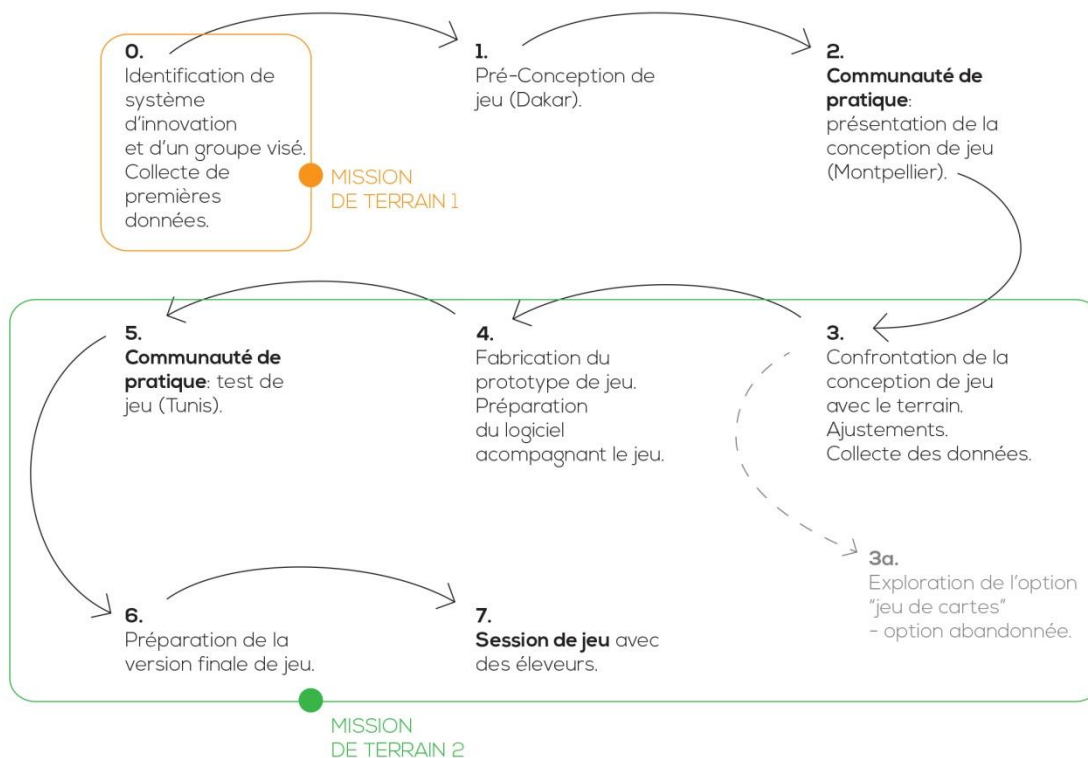 0.
Identification de
système
d'innovation
et d'un groupe visé.
Collecte de
premières
données.
MISSION
DE TERRAIN 1
1.
Pré-Conception de
jeu (Dakar).
2.
Communauté de
pratique:
présentation de la
conception de jeu
(Montpellier).
3.
Confrontation de la
conception de jeu
avec le terrain.
Ajustements.
Collecte des données.
3a.
Exploration de l'option
"jeu de cartes"
- option abandonnée.
4.
Fabrication du
prototype de jeu.
Préparation
du logiciel
acompagnant le jeu.
5.
Communauté de
pratique: test de
jeu (Tunis).
6.
Préparation de la
version finale de jeu.
7.
Session de jeu avec
des éleveurs.
MISSION
DE TERRAIN 2